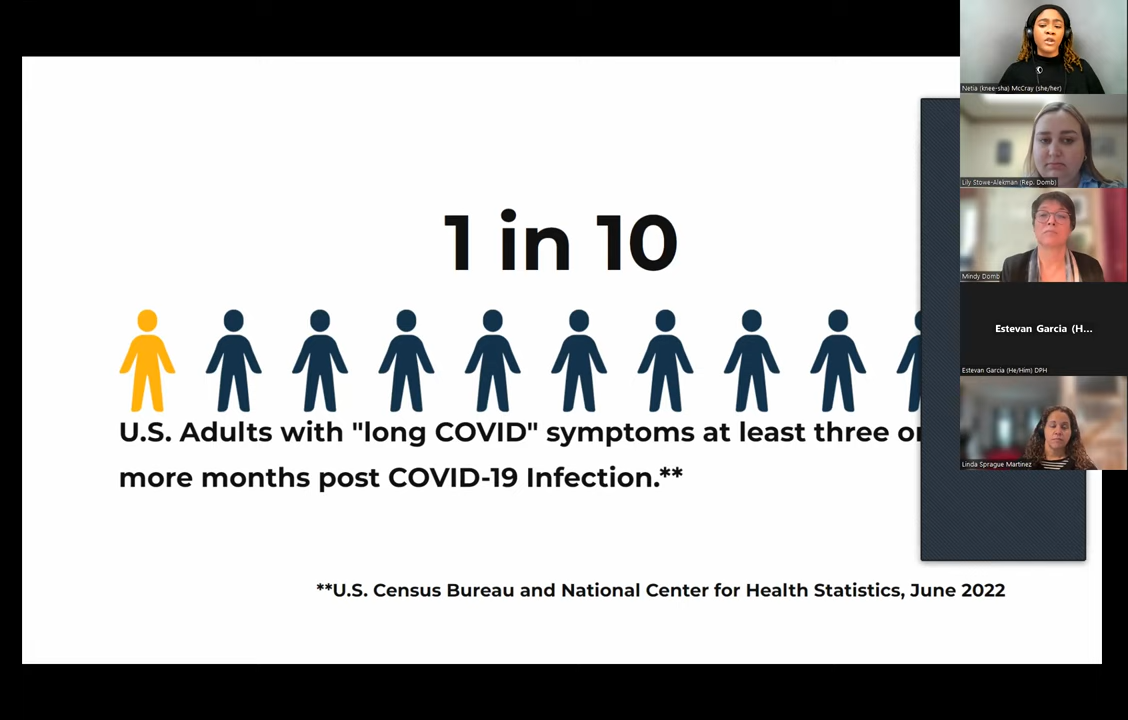 1 in 10
U.S. Adults with "long COVID" symptoms at least three or
more months post COVID-19 Infection.**
**U.S. Census Bureau and National Center for Health Statistics, June 2022
Netia (knee-sha) McCray (she/her)
Lily Stowe-Alekman (Rep. Domb)
Mindy Domb
Estevan Garcia (H...
Estevan Garcia (He/Him) DPH
Linda Sprague Martinez